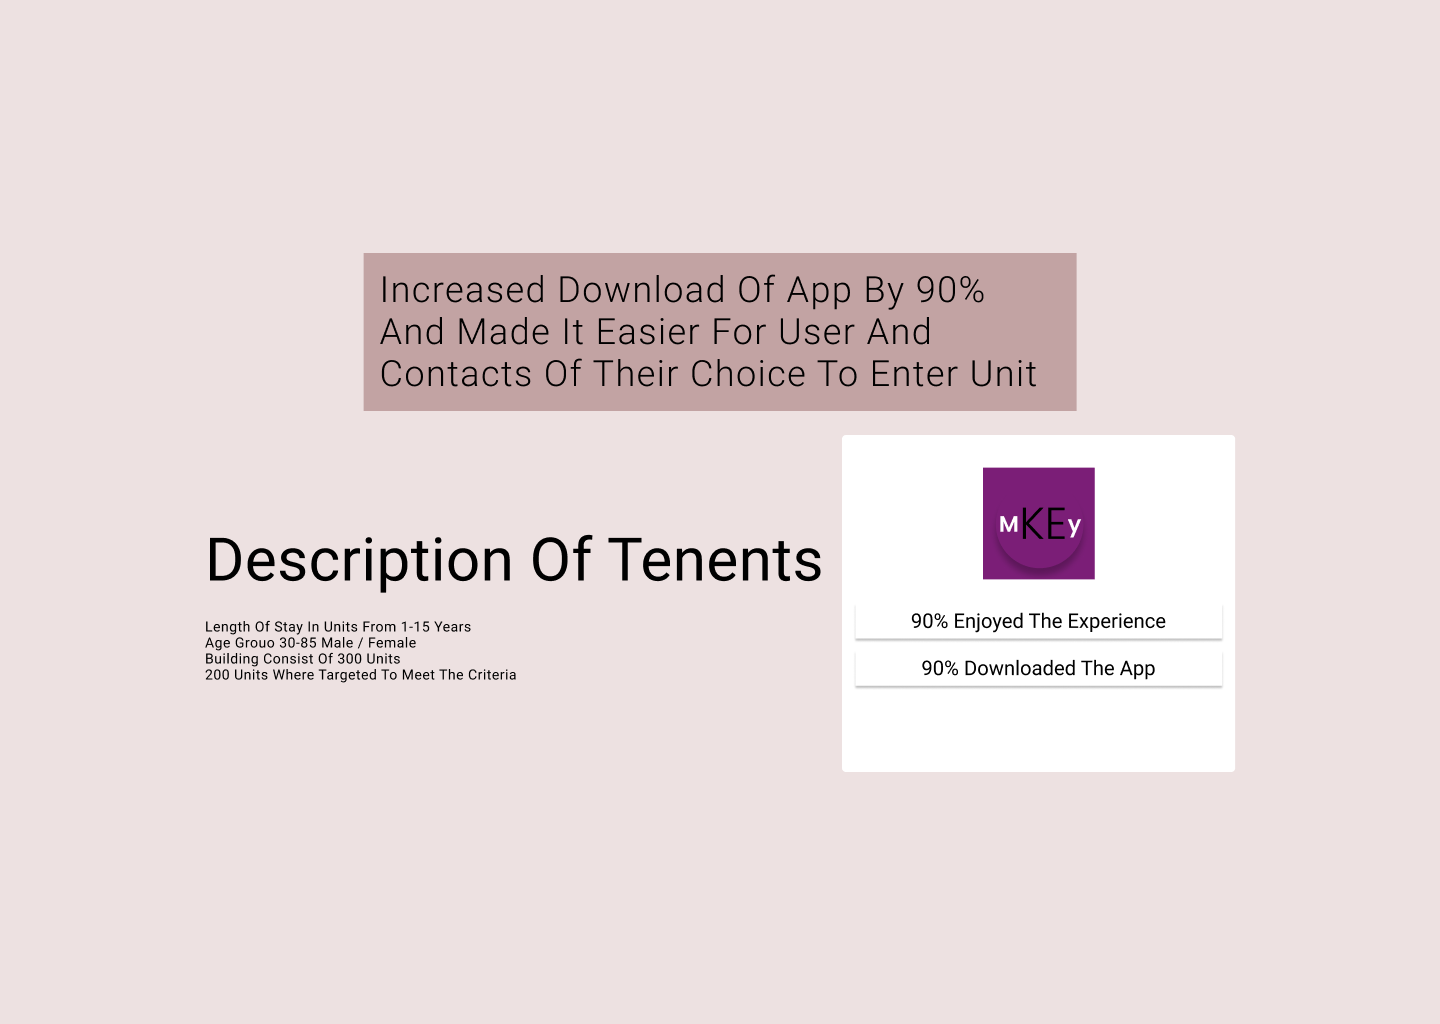 Increased Download Of App By 90%
And Made It Easier For User And
Contacts Of Their Choice To Enter Unit
Description Of Tenents
Length Of Stay In Units From 1-15 Years
Age Grouo 30-85 Male / Female
Building Consist Of 300 Units
200 Units Where Targeted To Meet The Criteria
MKEy
90% Enjoyed The Experience
90% Downloaded The App